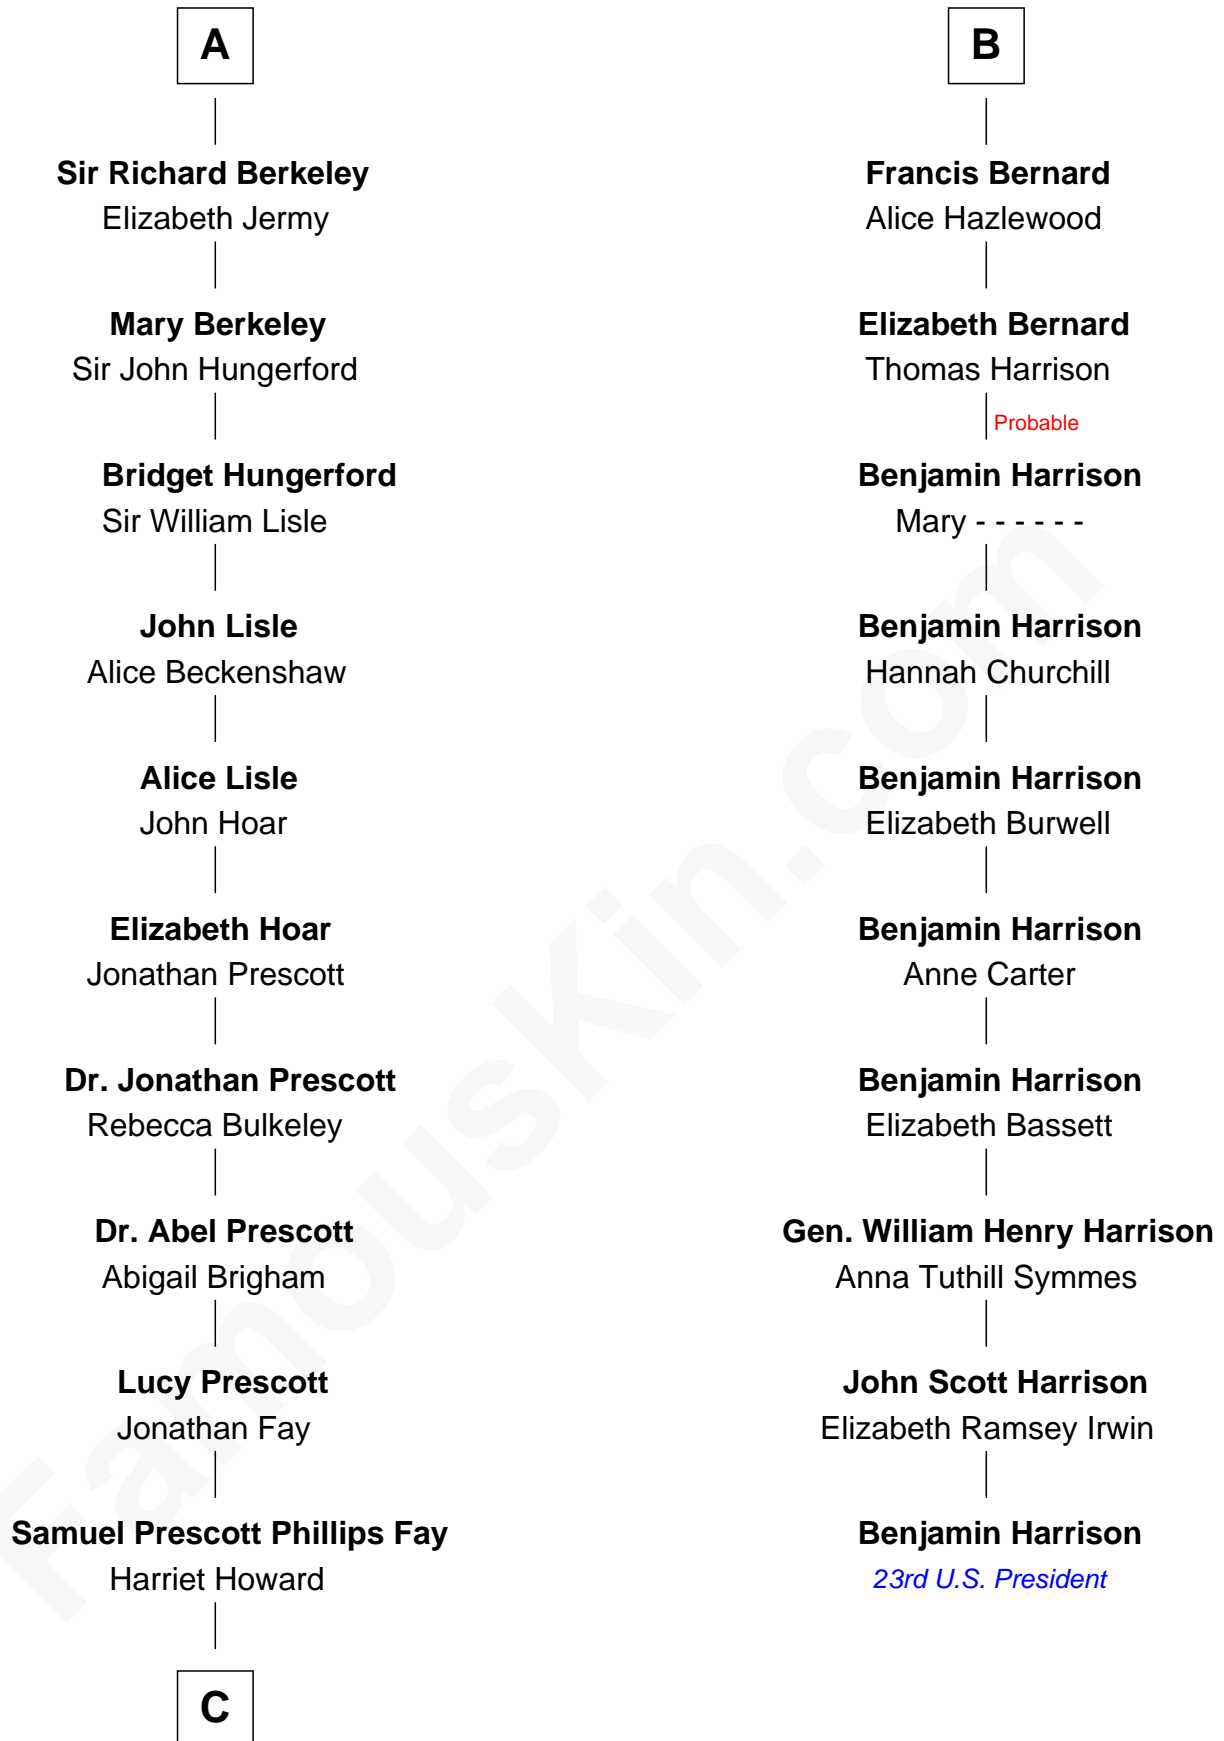 A
Sir Richard Berkeley
Elizabeth Jermy
Mary Berkeley
Sir John Hungerford
Bridget Hungerford
Sir William Lisle
John Lisle
Alice Beckenshaw
Alice Lisle
John Hoar
Elizabeth Hoar
Jonathan Prescott
Dr. Jonathan Prescott
Rebecca Bulkeley
Dr. Abel Prescott
Abigail Brigham
Lucy Prescott
Jonathan Fay
Samuel Prescott Phillips Fay
Harriet Howard
C
B
Francis Bernard
Alice Hazlewood
Elizabeth Bernard
Thomas Harrison
Probable
Benjamin Harrison
Mary - - - - - -
Benjamin Harrison
Hannah Churchill
Benjamin Harrison
Elizabeth Burwell
Benjamin Harrison
Anne Carter
Benjamin Harrison
Elizabeth Bassett
Gen. William Henry Harrison
Anna Tuthill Symmes
John Scott Harrison
Elizabeth Ramsey Irwin
Benjamin Harrison
23rd U.S. President
FamousKin.com